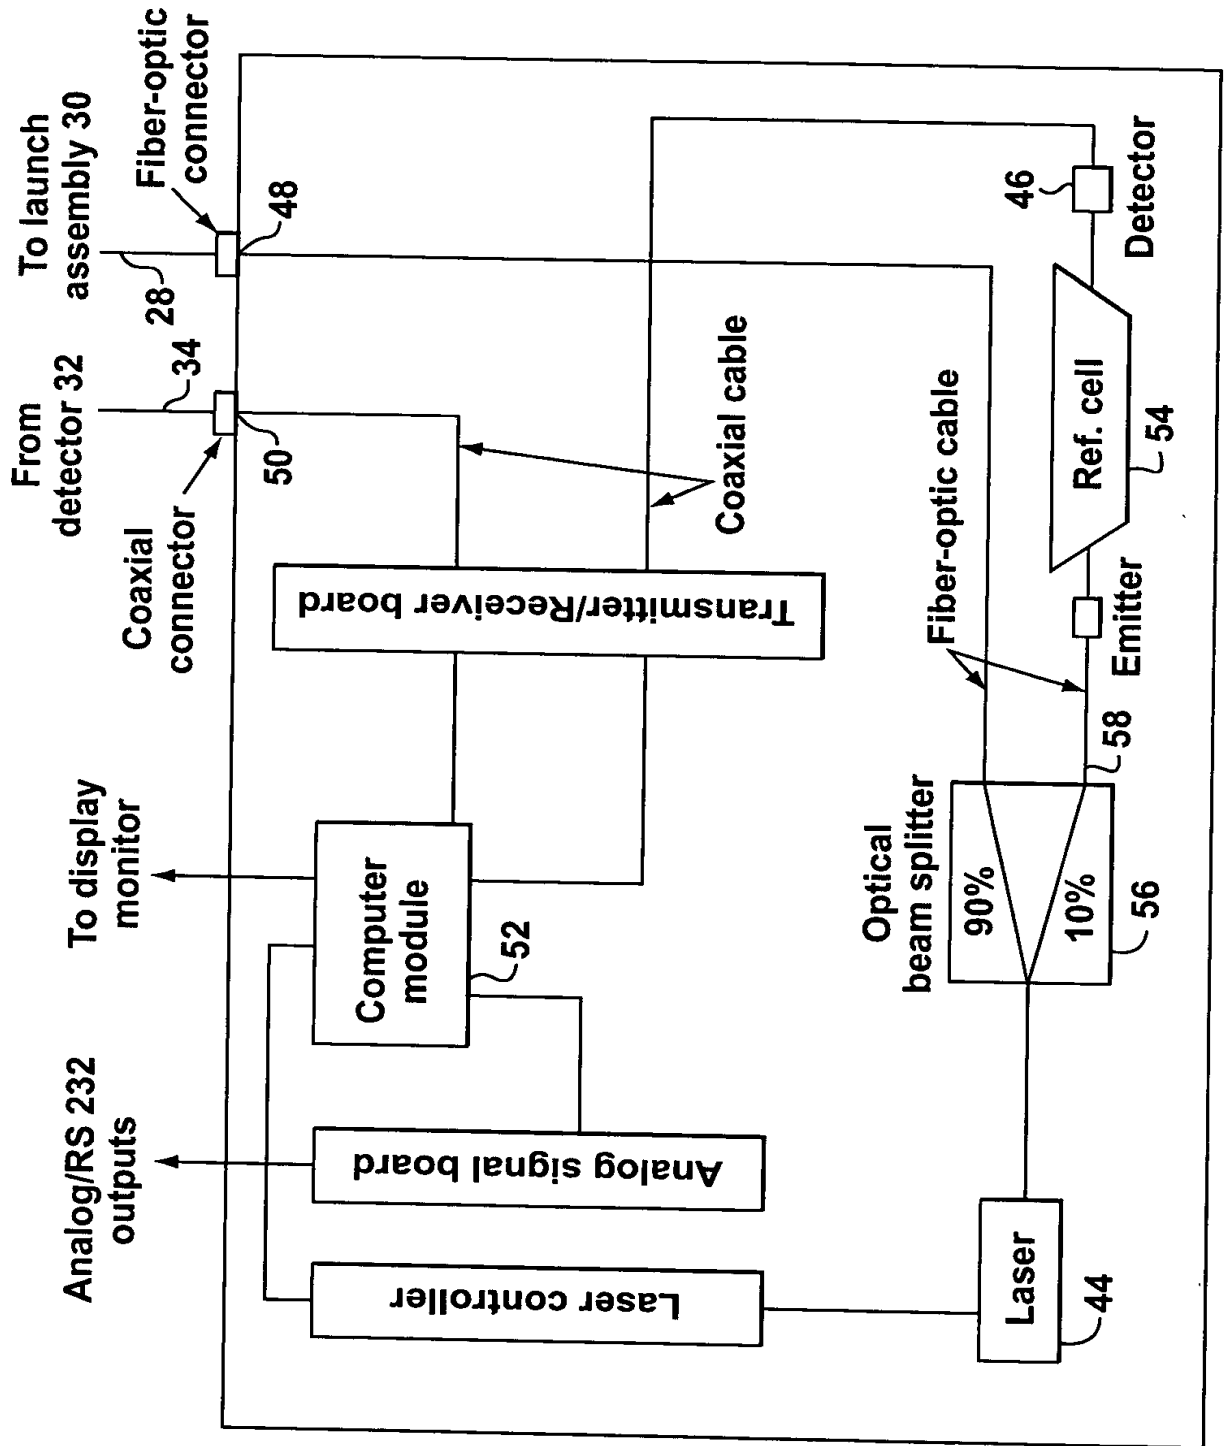 Analog/RS 232
outputs
To display
monitor
From
detector 32
To launch
assembly 30
34
28
Coaxial
connector
Fiber-optic
connector
50
48
Laser controller
Analog signal board
Computer
module
52
Transmitter/Receiver board
Coaxial cable
Laser
44
Optical
beam splitter
90%
10%
56
58
Fiber-optic cable
Emitter
Ref. cell
54
46
Detector